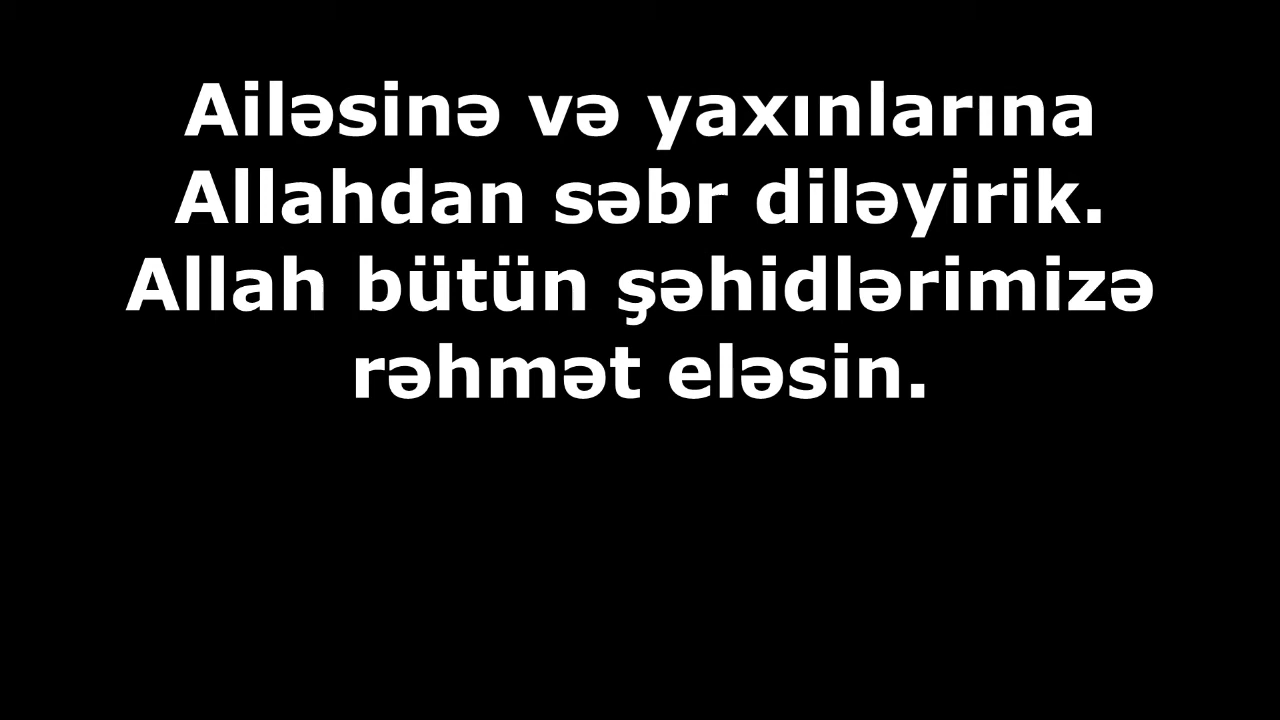 Ailəsinə və yaxınlarına
Allahdan səbr diləyirik.
Allah bütün şəhidlərimizə
rəhmət eləsin.